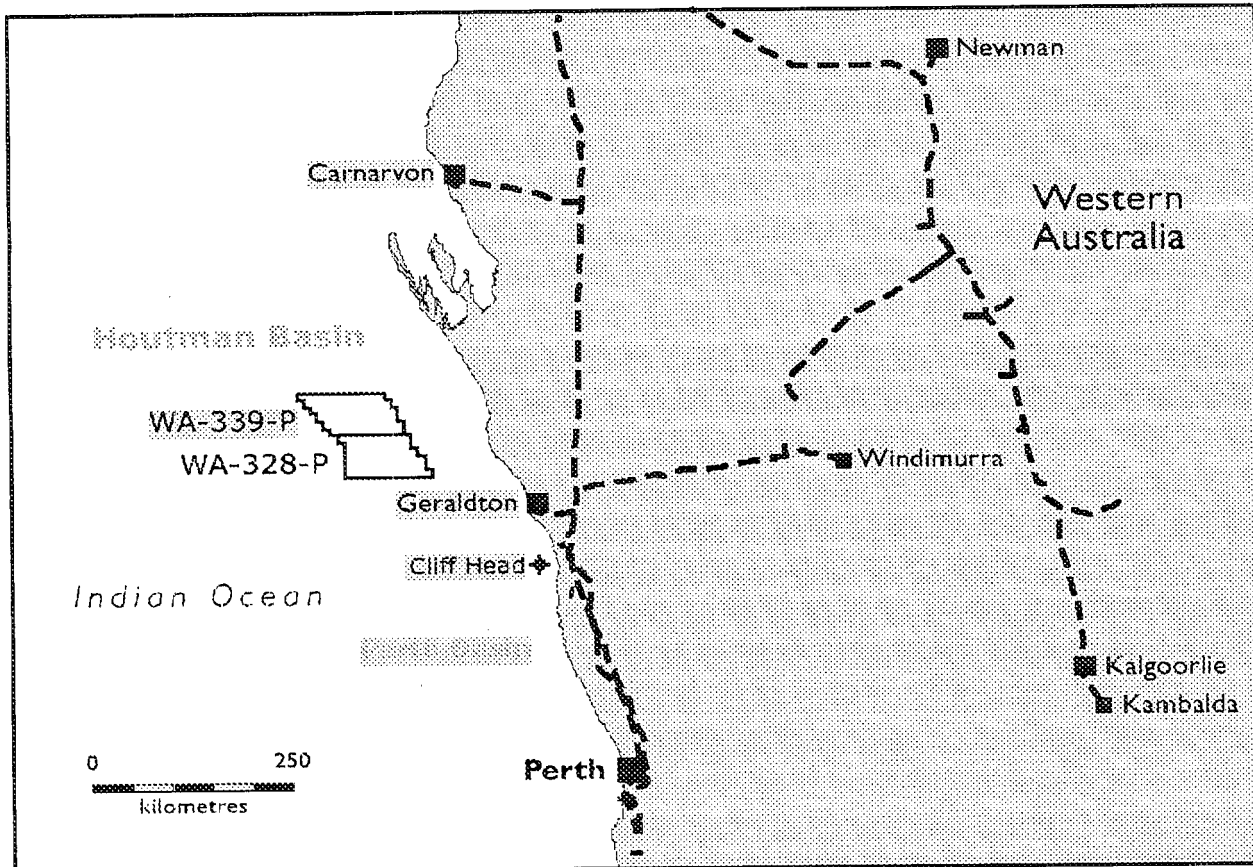 Newman
Carnarvon
Western
Australia
Houtman Basin
WA-339-P
WA-328-P
Windimurra
Geraldton
Cliff Head
Indian Ocean
Kalgoorlie
Kambalda
0 250
kilometres
Perth